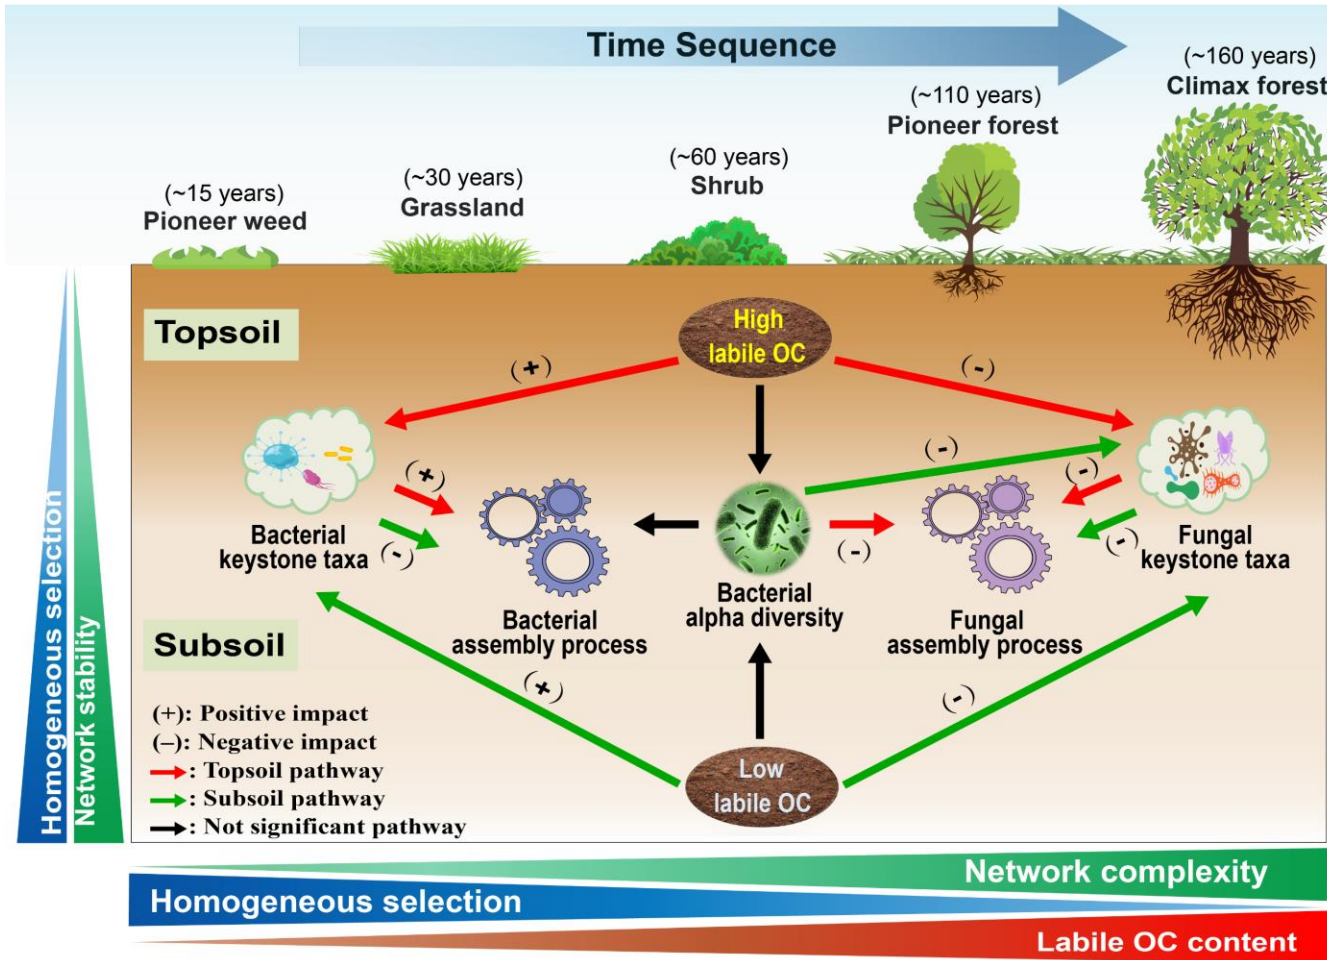 Time Sequence
(~15 years)
Pioneer weed
(~30 years)
Grassland
(~60 years)
Shrub
(~110 years)
Pioneer forest
(~160 years)
Climax forest
Topsoil
High
labile OC
(+)
(-)
(+)
(-)
(-)
(-)
(-)
(-)
Bacterial
keystone taxa
Bacterial
assembly process
Bacterial
alpha diversity
Fungal
assembly process
Fungal
keystone taxa
Subsoil
(+)
(-)
Low
labile OC
(+): Positive impact
(–): Negative impact
: Topsoil pathway
: Subsoil pathway
: Not significant pathway
Homogeneous selection
Network stability
Network complexity
Homogeneous selection
Labile OC content